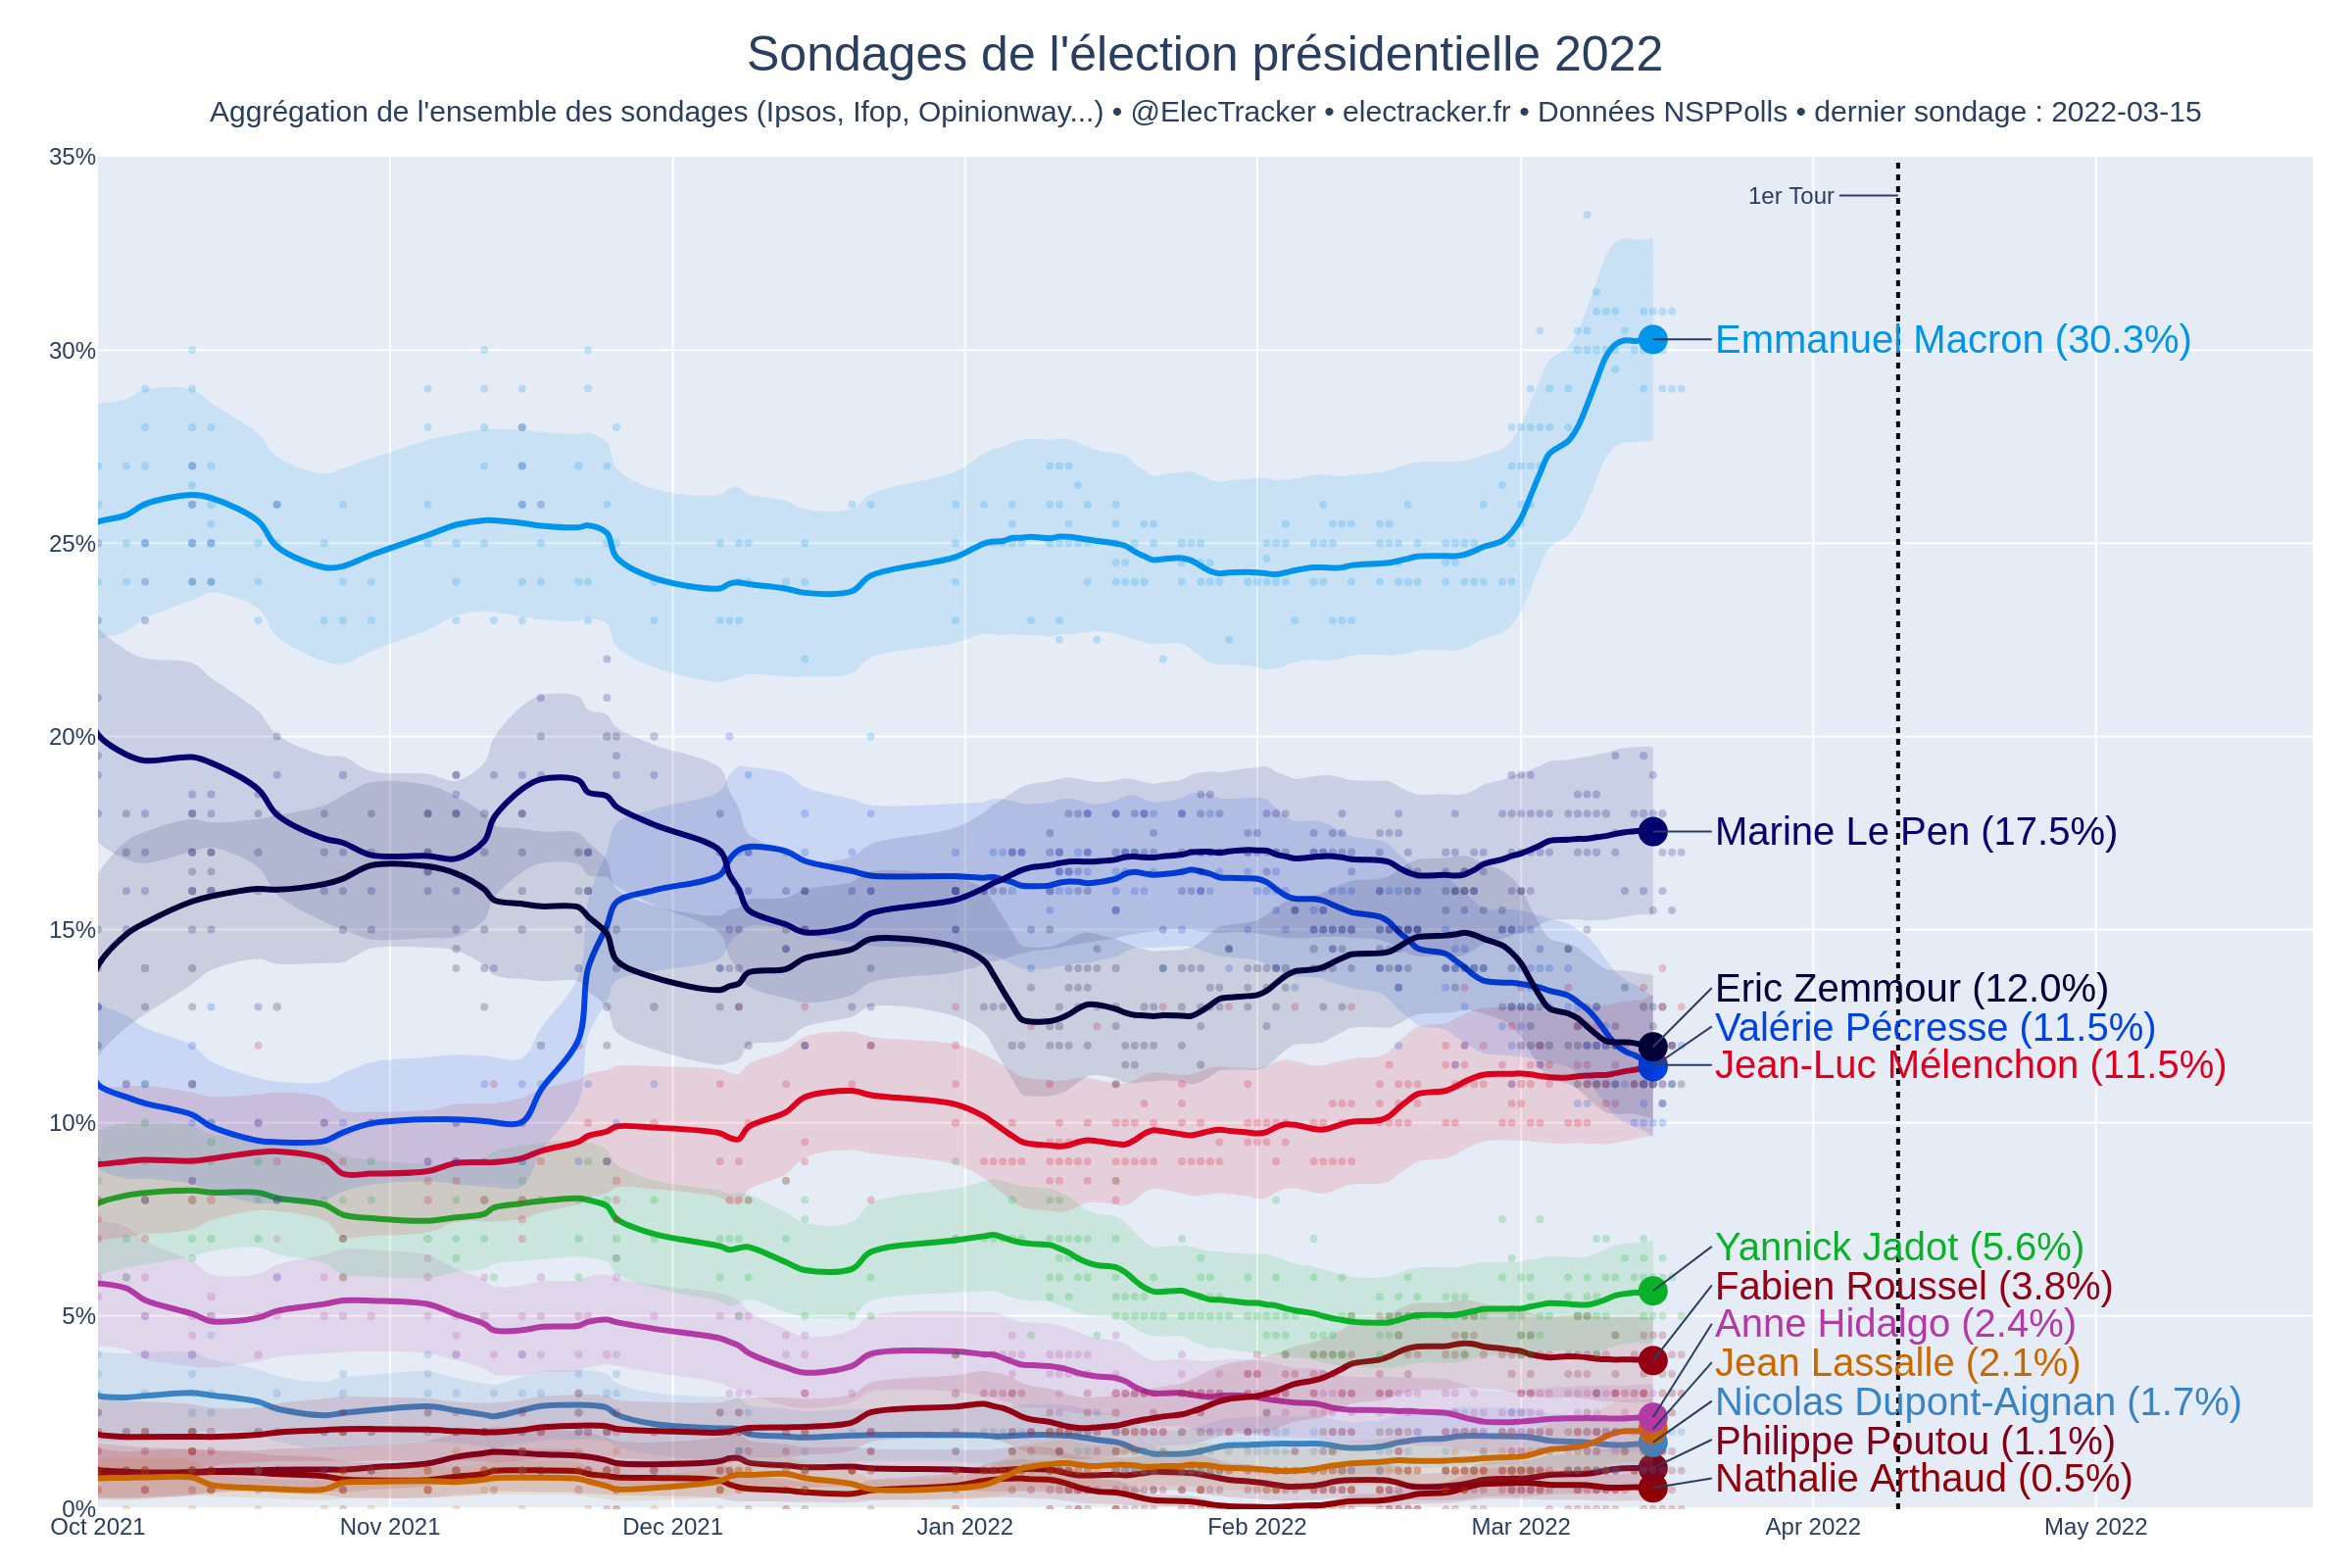 Sondages de l'élection présidentielle 2022
Aggrégation de l'ensemble des sondages (Ipsos, Ifop, Opinionway...) • @ElecTracker • electracker.fr • Données NSPPolls • dernier sondage : 2022-03-15
35%
1er Tour
30%
Emmanuel Macron (30.3%)
25%
20%
Marine Le Pen (17.5%)
15%
Eric Zemmour (12.0%)
Valérie Pécresse (11.5%)
Jean-Luc Mélenchon (11.5%)
10%
Yannick Jadot (5.6%)
Fabien Roussel (3.8%)
5%
Anne Hidalgo (2.4%)
Jean Lassalle (2.1%)
Nicolas Dupont-Aignan (1.7%)
Philippe Poutou (1.1%)
Nathalie Arthaud (0.5%)
0%
Oct 2021 Nov 2021 Dec 2021 Jan 2022 Feb 2022 Mar 2022 Apr 2022 May 2022